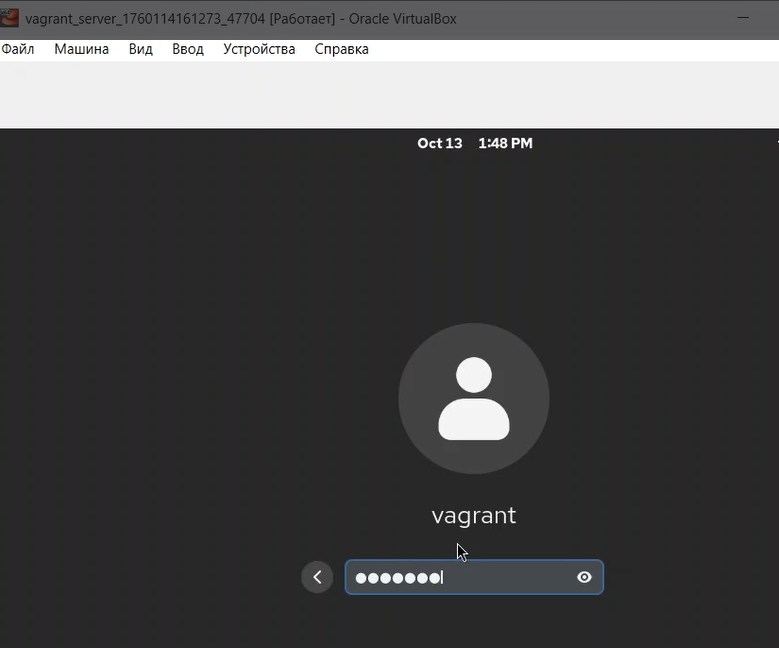 vagrant_server_1760114161273_47704 [Работает] - Oracle VirtualBox
Файл Машина Вид Ввод Устройства Справка
Oct 13 1:48 PM
vagrant